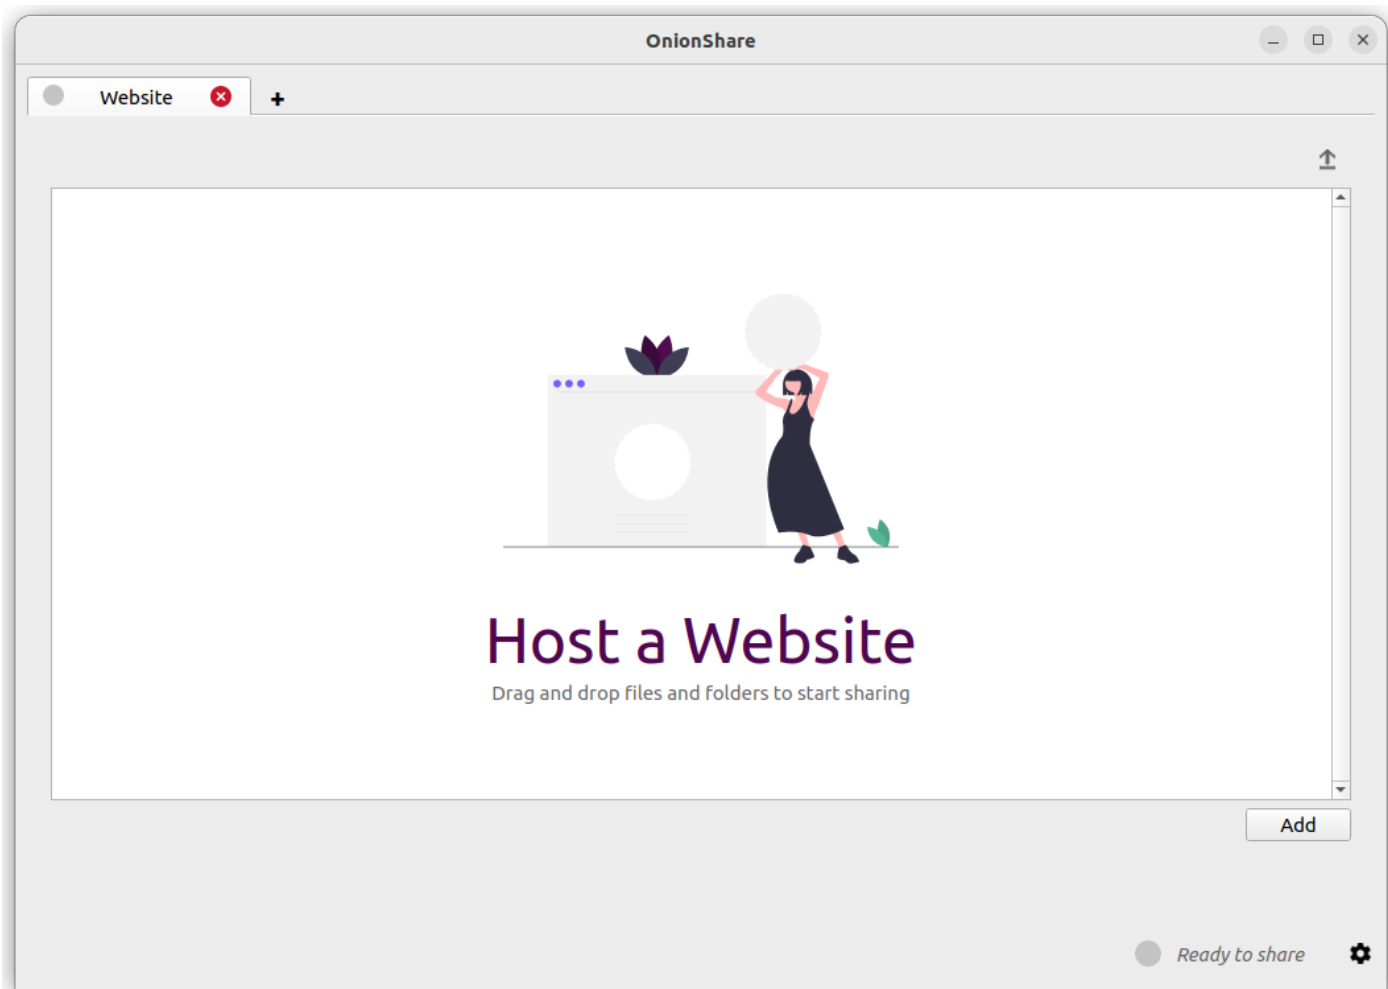 OnionShare
Website
Host a Website
Drag and drop files and folders to start sharing
Add
Ready to share